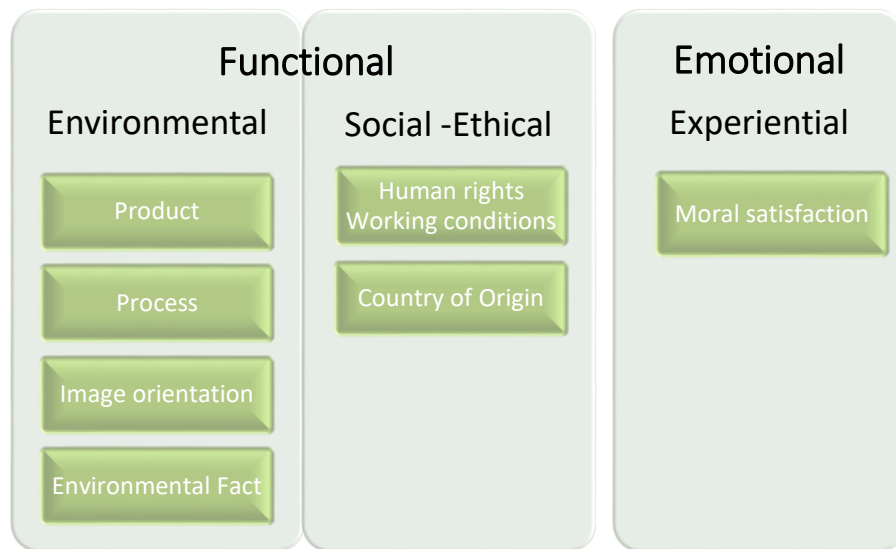 Functional
Emotional
Environmental
Social -Ethical
Experiential
Product
Process
Image orientation
Environmental Fact
Human rights
Working conditions
Country of Origin
Moral satisfaction